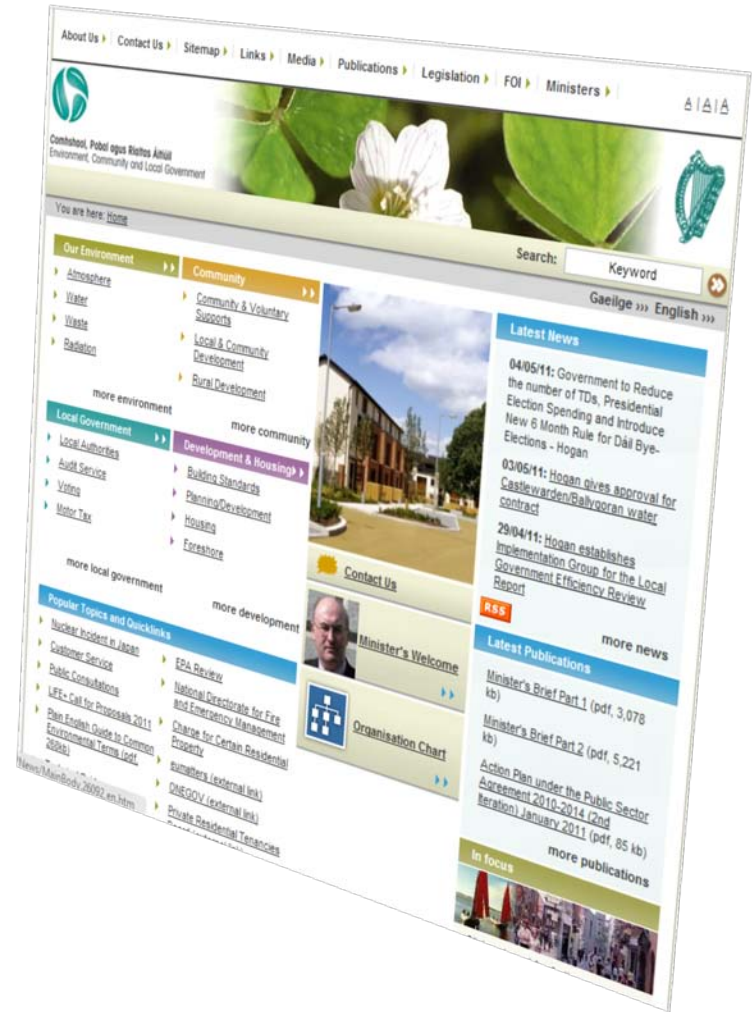 About Us Contact Us Sitemap Links Media Publications Legislation FOI Ministers
A | A | A
Comhshaol, Pobal agus Rialtas Áitiúil
Environment, Community and Local Government
You are here: Home
Search: Keyword
Gaeilge ››› English ›››
Our Environment
Atmosphere
Water
Waste
Radiation
more environment
Community
Community & Voluntary
Supports
Local & Community
Development
Rural Development
more community
Local Government
Local Authorities
Audit Service
Voting
Motor Tax
more local government
Development & Housing
Building Standards
Planning/Development
Housing
Foreshore
more development
Popular Topics and Quicklinks
Nuclear Incident in Japan
Customer Service
Public Consultations
LIFE+ Call for Proposals 2011
Plain English Guide to Common
Environmental Terms (pdf,
268kb)
EPA Review
National Directorate for Fire
and Emergency Management
Charge for Certain Residential
Property
eumatters (external link)
ONEGOV (external link)
Private Residential Tenancies
News/MainBody,26092,en.htm
Contact Us
Minister's Welcome
Organisation Chart
Latest News
04/05/11: Government to Reduce
the number of TDs, Presidential
Election Spending and Introduce
New 6 Month Rule for Dáil Bye-
Elections - Hogan
03/05/11: Hogan gives approval for
Castlewarden/Ballygoran water
contract
29/04/11: Hogan establishes
Implementation Group for the Local
Government Efficiency Review
Report
RSS
more news
Latest Publications
Minister's Brief Part 1 (pdf, 3,078
kb)
Minister's Brief Part 2 (pdf, 5,221
kb)
Action Plan under the Public Sector
Agreement 2010-2014 (2nd
Iteration) January 2011 (pdf, 85 kb)
more publications
In focus